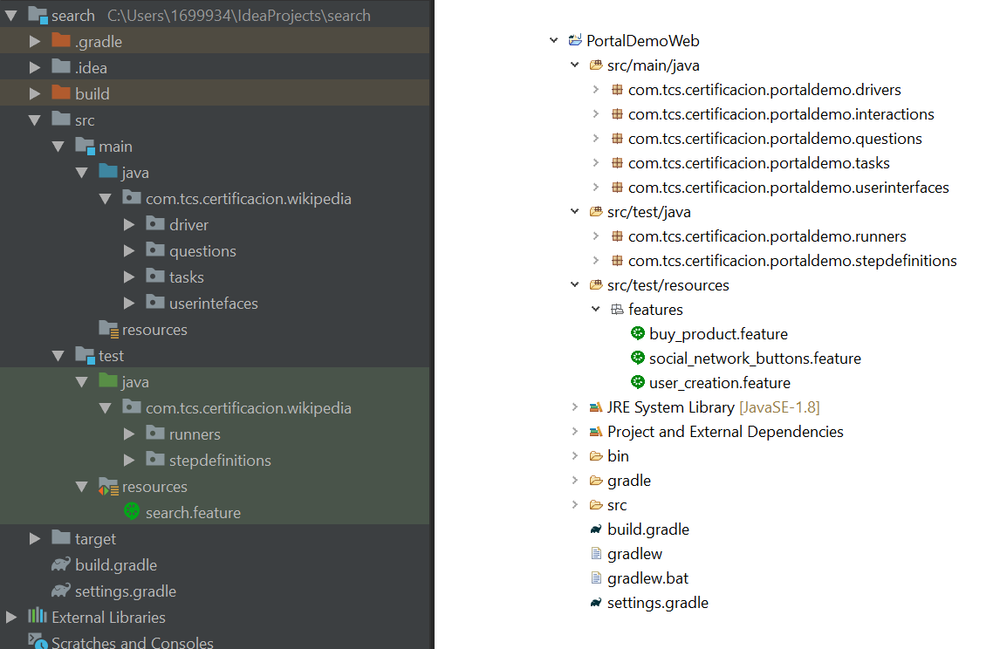 search C:\Users\1699934\IdeaProjects\search
.gradle
.idea
build
src
main
java
com.tcs.certificacion.wikipedia
driver
questions
tasks
userintefaces
resources
test
java
com.tcs.certificacion.wikipedia
runners
stepdefinitions
resources
search.feature
target
build.gradle
settings.gradle
External Libraries
Scratches and Consoles
PortalDemoWeb
src/main/java
com.tcs.certificacion.portaldemo.drivers
com.tcs.certificacion.portaldemo.interactions
com.tcs.certificacion.portaldemo.questions
com.tcs.certificacion.portaldemo.tasks
com.tcs.certificacion.portaldemo.userinterfaces
src/test/java
com.tcs.certificacion.portaldemo.runners
com.tcs.certificacion.portaldemo.stepdefinitions
src/test/resources
features
buy_product.feature
social_network_buttons.feature
user_creation.feature
JRE System Library [JavaSE-1.8]
Project and External Dependencies
bin
gradle
src
build.gradle
gradlew
gradlew.bat
settings.gradle